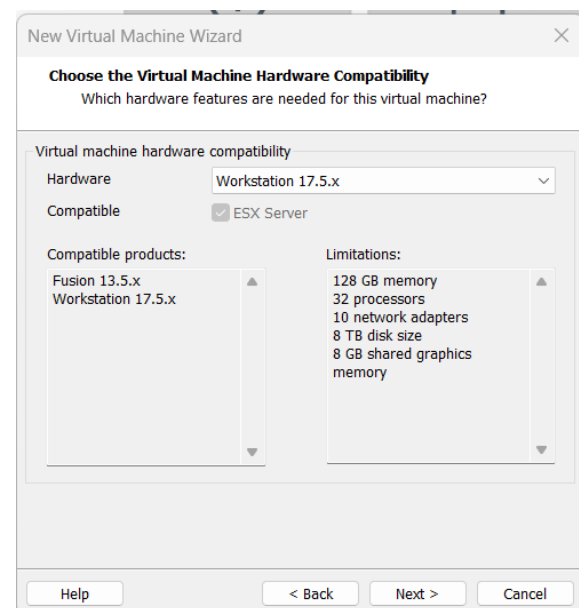 New Virtual Machine Wizard
Choose the Virtual Machine Hardware Compatibility
Which hardware features are needed for this virtual machine?
Virtual machine hardware compatibility
Hardware
Workstation 17.5.x
Compatible
ESX Server
Compatible products:
Fusion 13.5.x
Workstation 17.5.x
Limitations:
128 GB memory
32 processors
10 network adapters
8 TB disk size
8 GB shared graphics
memory
Help
< Back
Next >
Cancel